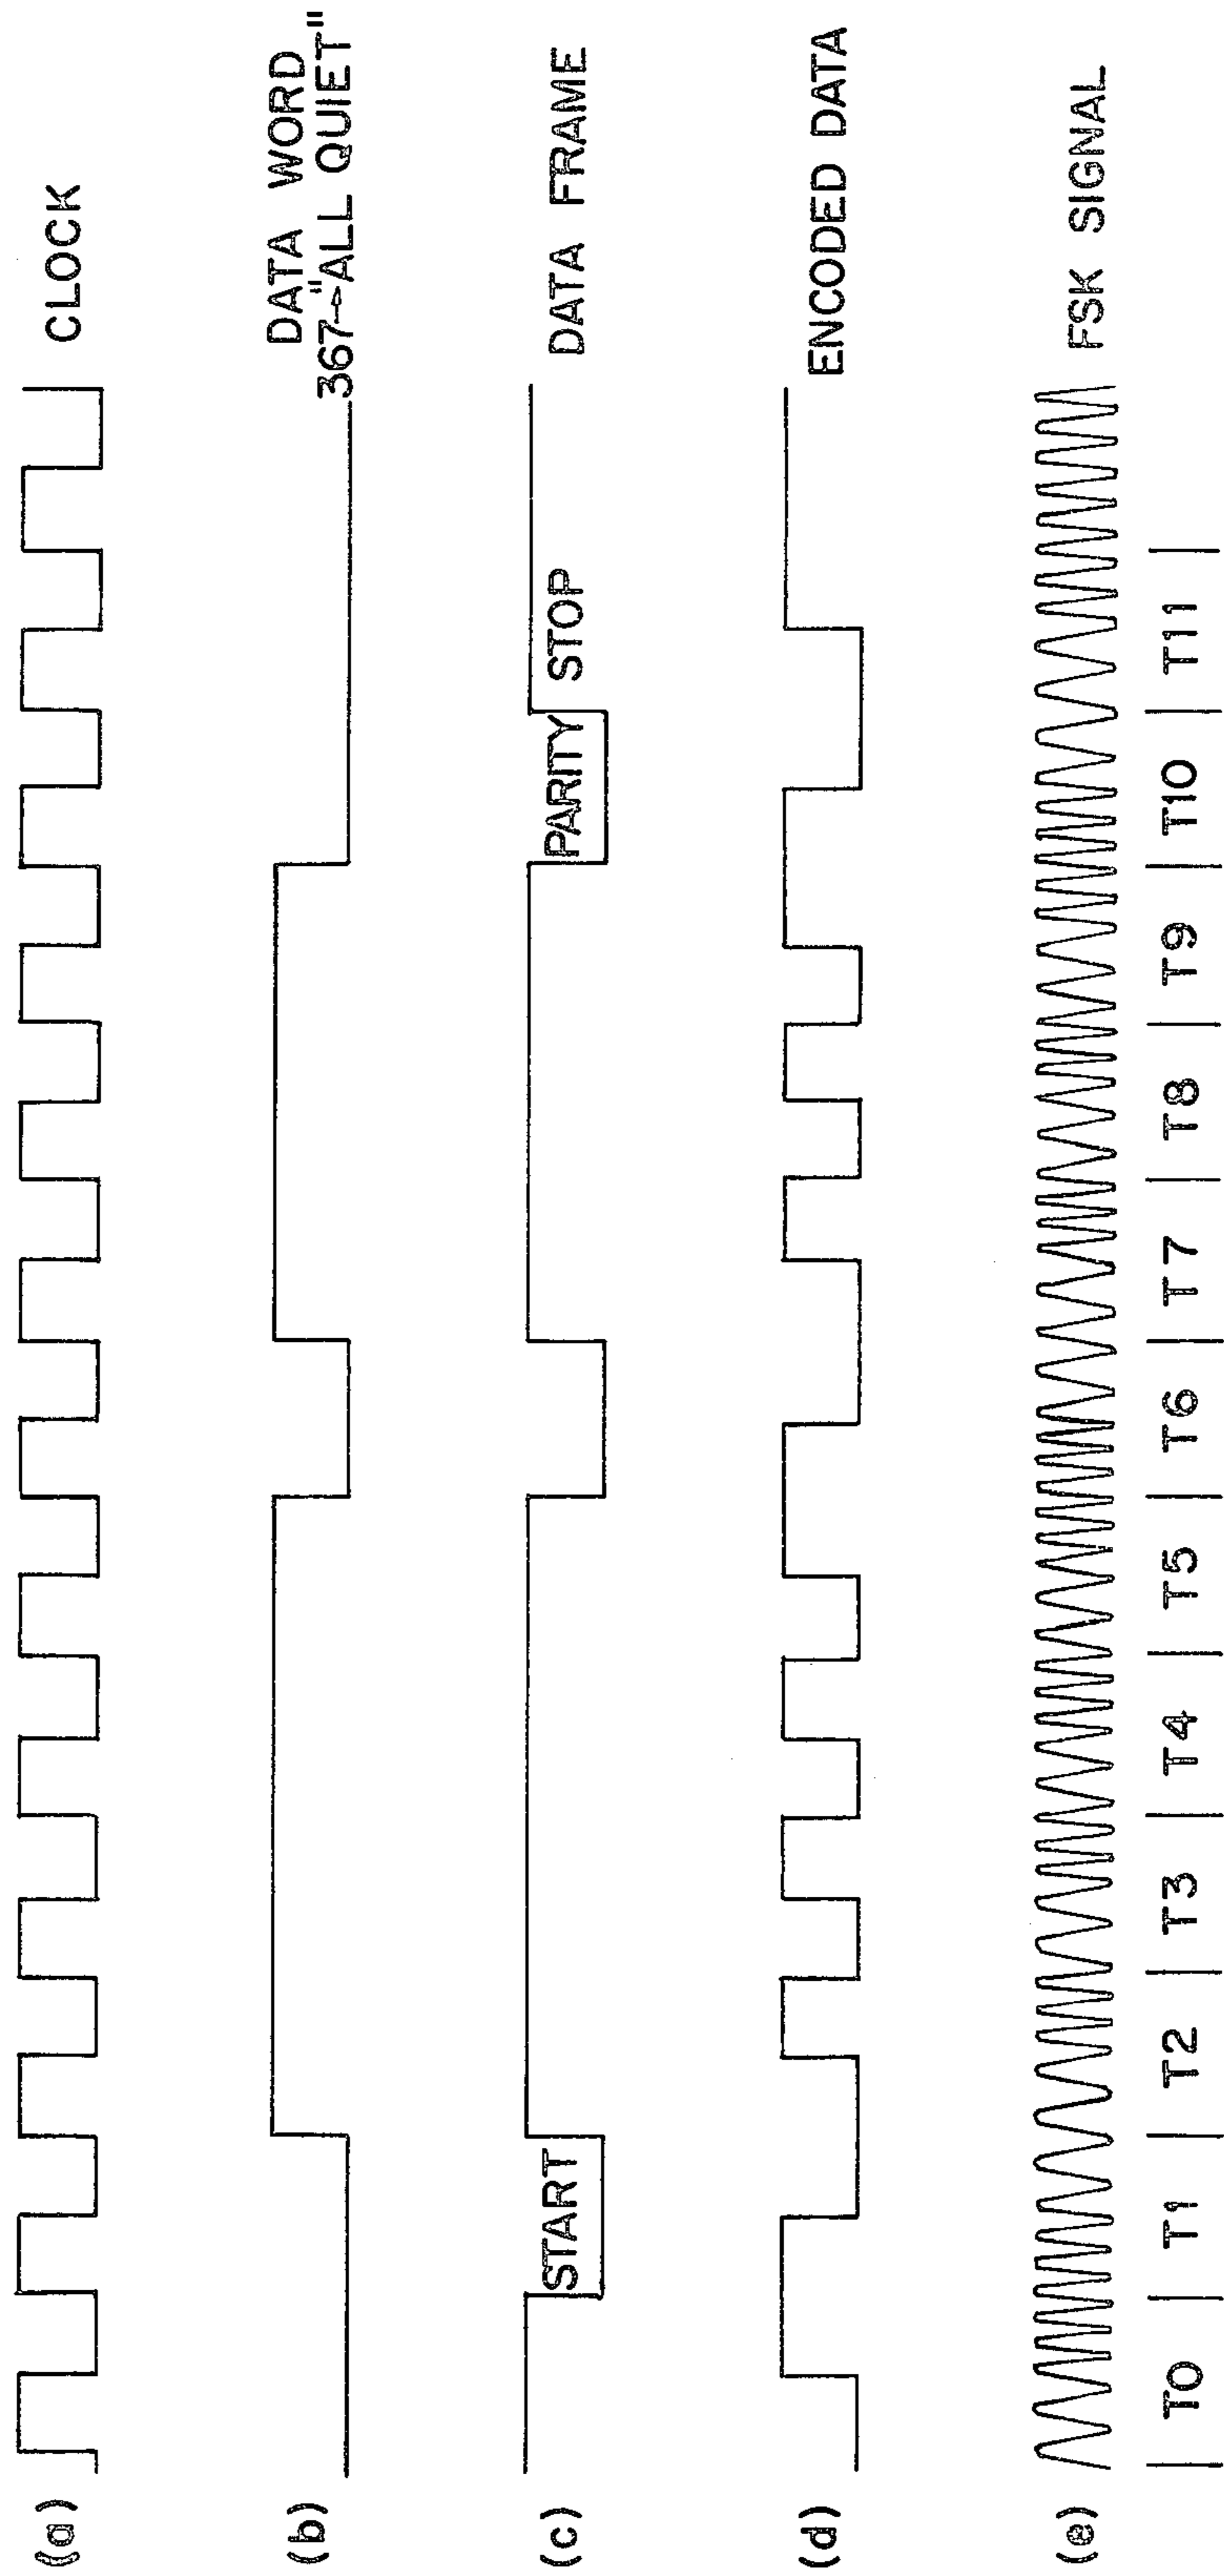 (a) CLOCK
(b) DATA WORD
367→"ALL QUIET"
(c) START PARITY STOP DATA FRAME
(d) ENCODED DATA
(e) FSK SIGNAL
T0 T1 T2 T3 T4 T5 T6 T7 T8 T9 T10 T11